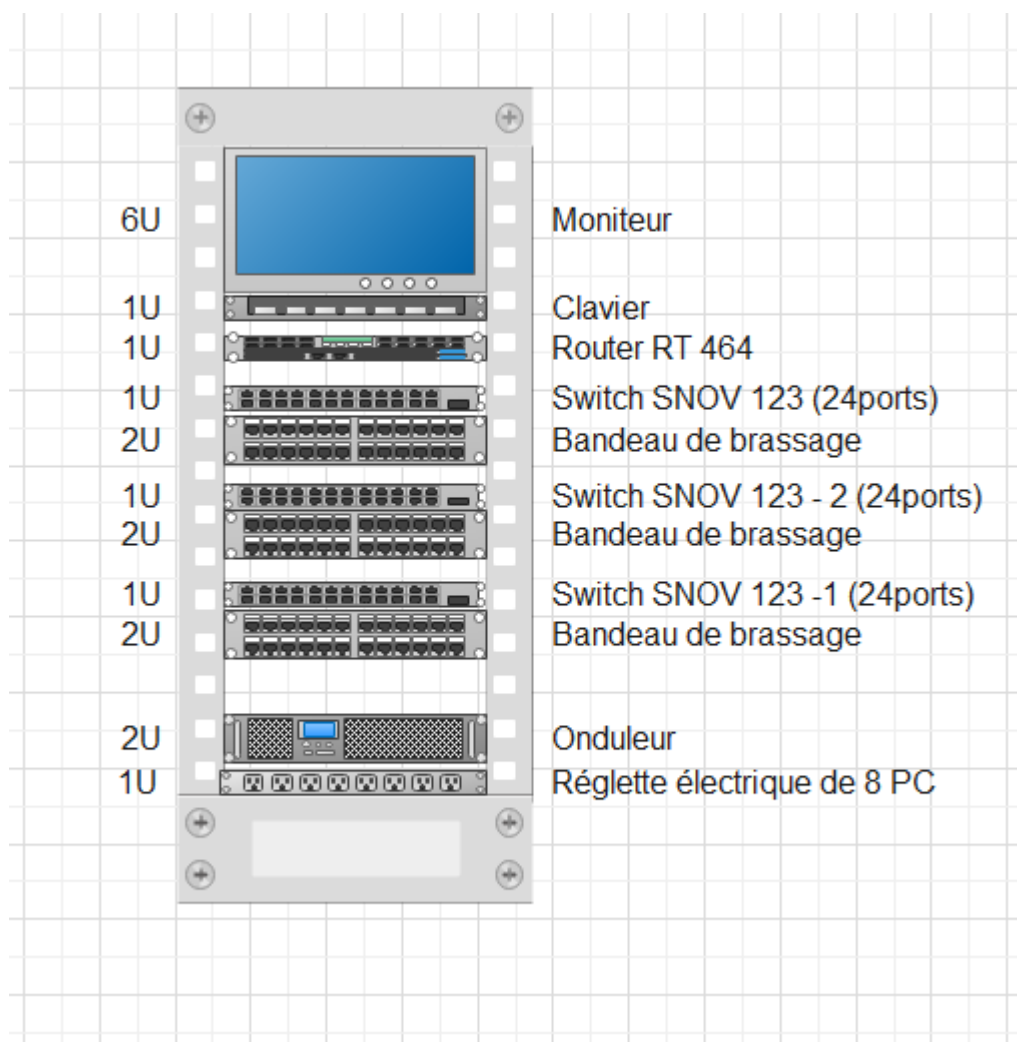 6U Moniteur
1U Clavier
1U Router RT 464
1U Switch SNOV 123 (24ports)
2U Bandeau de brassage
1U Switch SNOV 123 - 2 (24ports)
2U Bandeau de brassage
1U Switch SNOV 123 -1 (24ports)
2U Bandeau de brassage
2U Onduleur
1U Réglette électrique de 8 PC